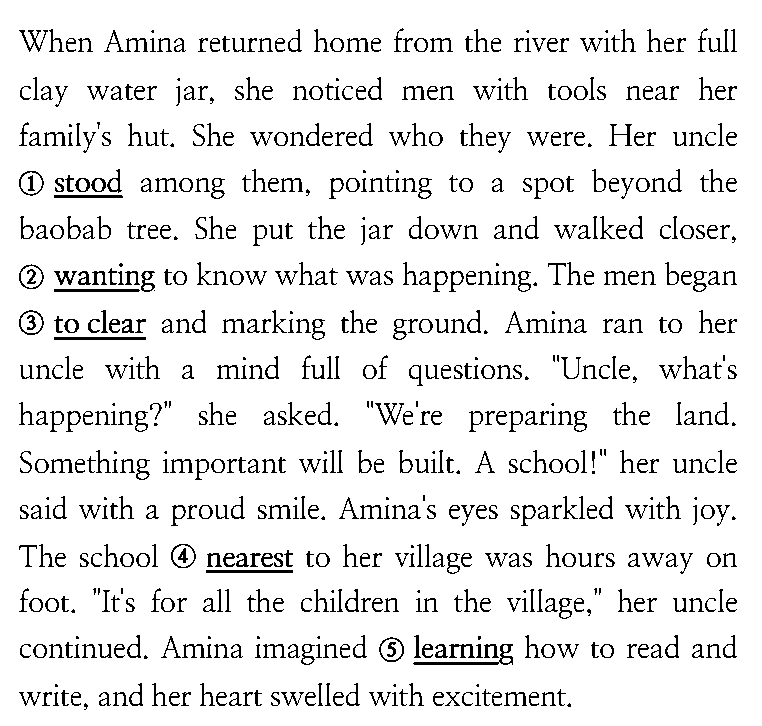 When Amina returned home from the river with her full
clay water jar, she noticed men with tools near her
family's hut. She wondered who they were. Her uncle
① stood among them, pointing to a spot beyond the
baobab tree. She put the jar down and walked closer,
② wanting to know what was happening. The men began
③ to clear and marking the ground. Amina ran to her
uncle with a mind full of questions. "Uncle, what's
happening?" she asked. "We're preparing the land.
Something important will be built. A school!" her uncle
said with a proud smile. Amina's eyes sparkled with joy.
The school ④ nearest to her village was hours away on
foot. "It's for all the children in the village," her uncle
continued. Amina imagined ⑤ learning how to read and
write, and her heart swelled with excitement.